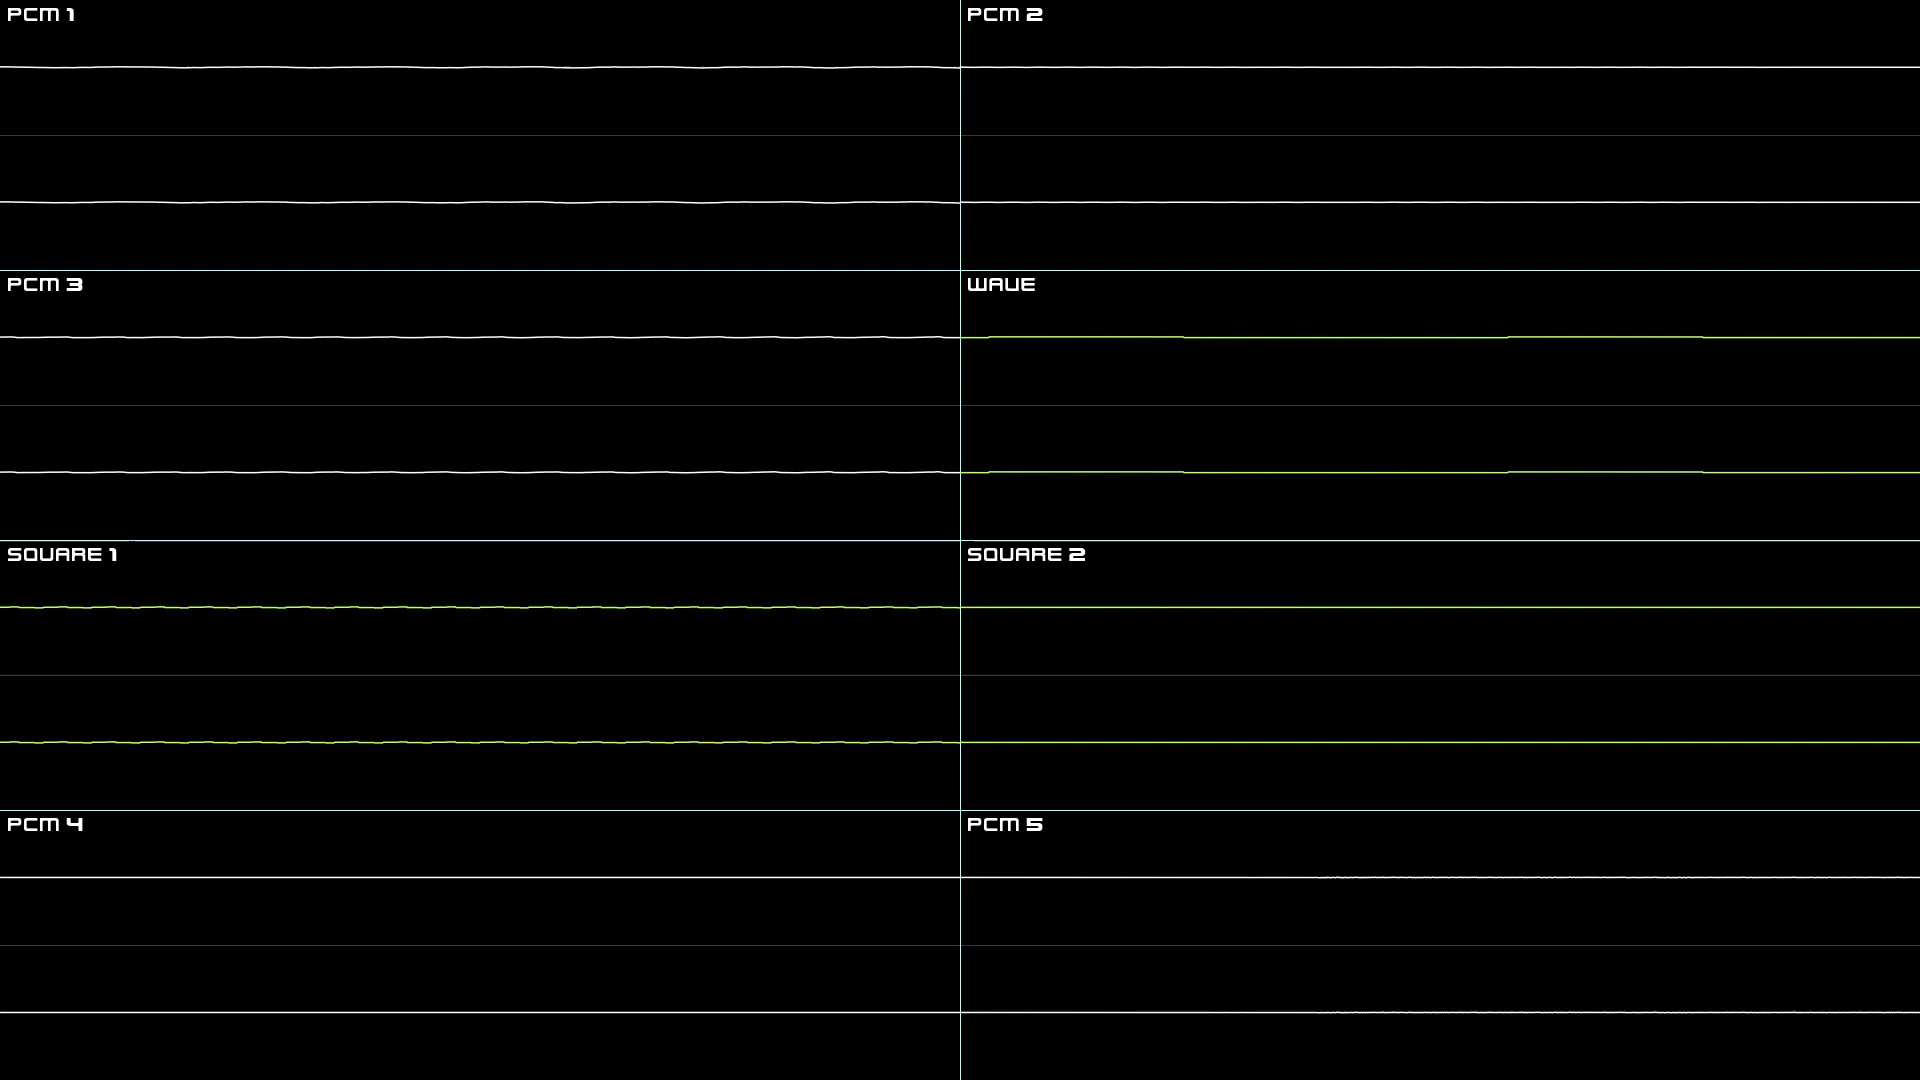 PCM 1
PCM 2
PCM 3
WAVE
SQUARE 1
SQUARE 2
PCM 4
PCM 5